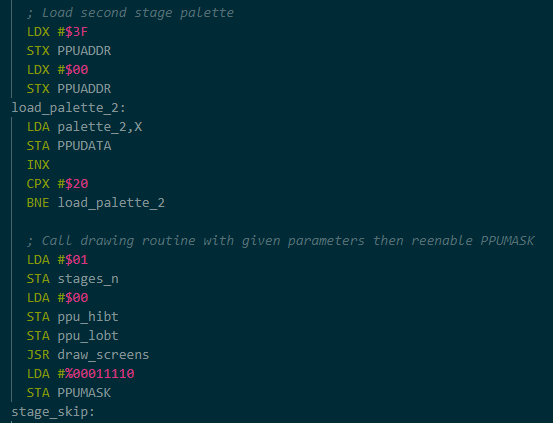 ; Load second stage palette
LDX #$3F
STX PPUADDR
LDX #$00
STX PPUADDR
load_palette_2:
LDA palette_2,X
STA PPUDATA
INX
CPX #$20
BNE load_palette_2
; Call drawing routine with given parameters then reenable PPUMASK
LDA #$01
STA stages_n
LDA #$00
STA ppu_hibt
STA ppu_lobt
JSR draw_screens
LDA #%00011110
STA PPUMASK
stage_skip: